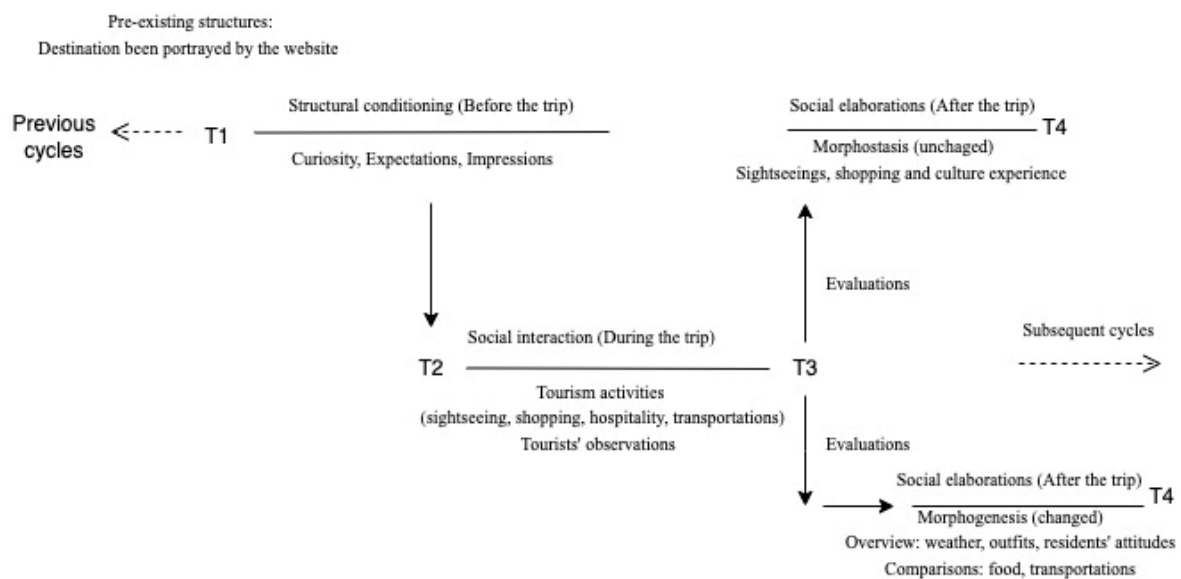 Pre-existing structures:
Destination been portrayed by the website
Previous
cycles
T1
Structural conditioning (Before the trip)
Curiosity, Expectations, Impressions
Social elaborations (After the trip)
T4
Morphostasis (unchaged)
Sightseeings, shopping and culture experience
Evaluations
Subsequent cycles
T2
Social interaction (During the trip)
T3
Tourism activities
(sightseeing, shopping, hospitality, transportations)
Tourists' observations
Evaluations
Social elaborations (After the trip)
T4
Morphogenesis (changed)
Overview: weather, outfits, residents' attitudes
Comparisons: food, transportations